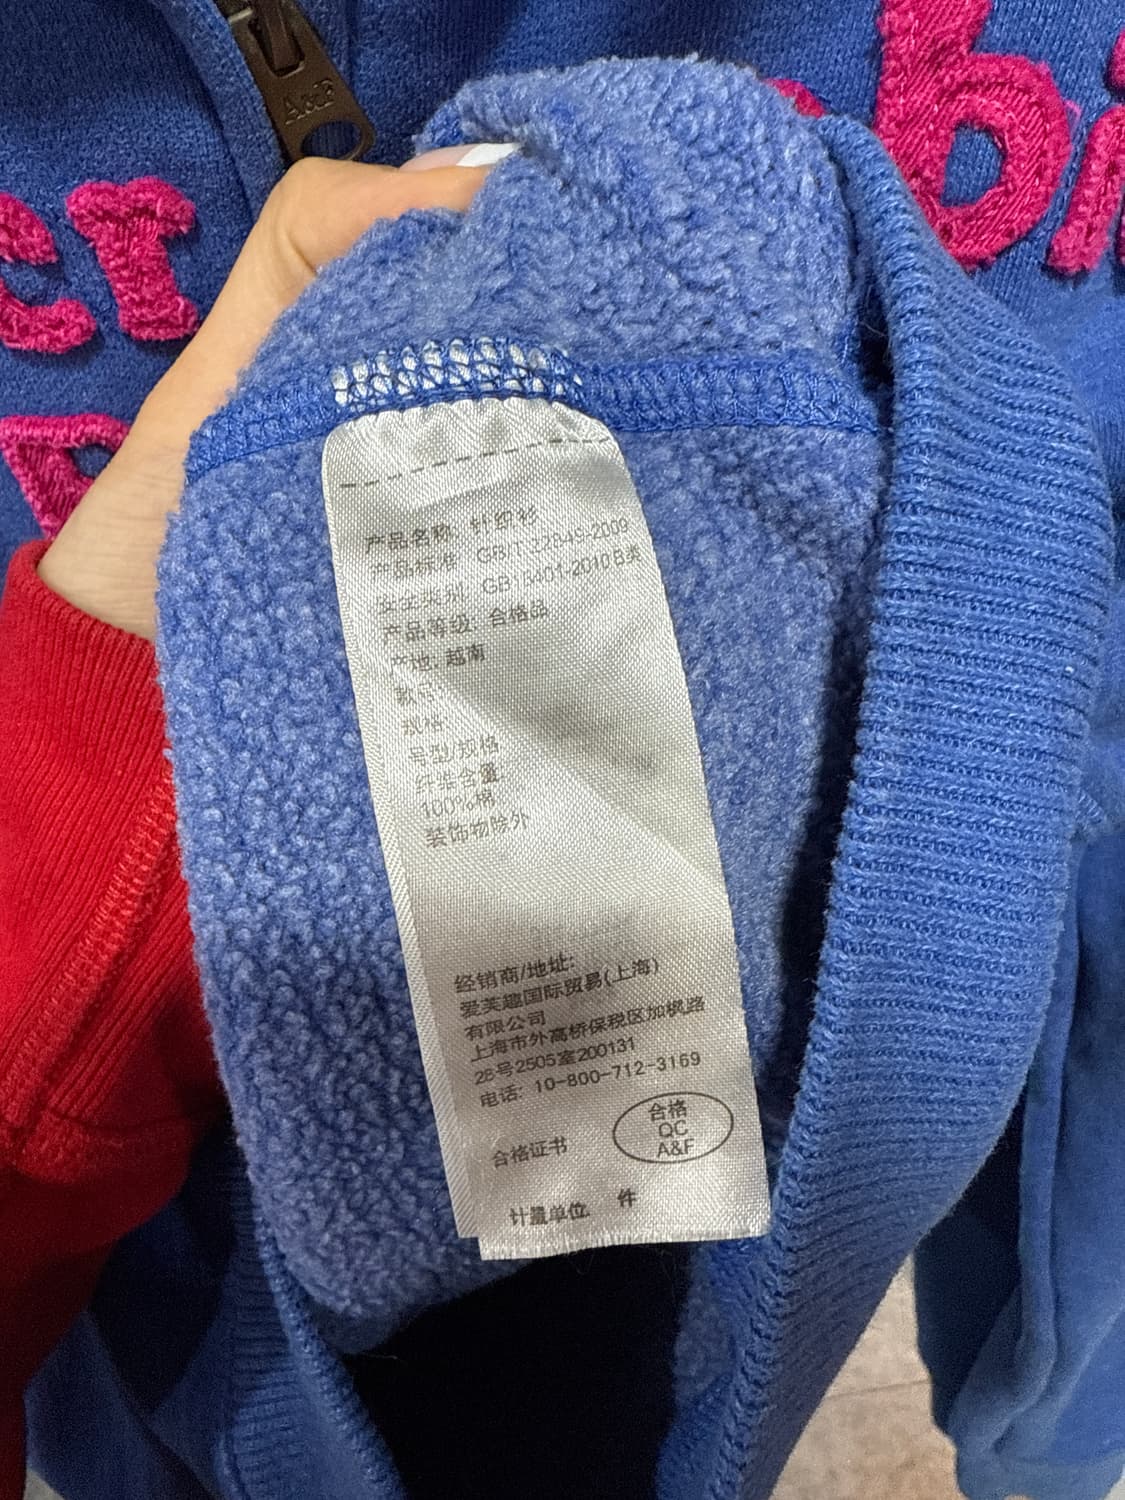 A&F
er
bi
产品名称: 针织衫
产品标准 GB/T 22849-2009
安全类别: GB18401-2010 B类
产品等级: 合格品
产地: 越南
款号:
规格
号型/规格
纤维含量
100%棉
装饰物除外
经销商/地址:
爱芙趣国际贸易(上海)
有限公司
上海市外高桥保税区加枫路
28号2505室200131
电话: 10-800-712-3169
合格证书
合格
QC
A&F
计量单位 件